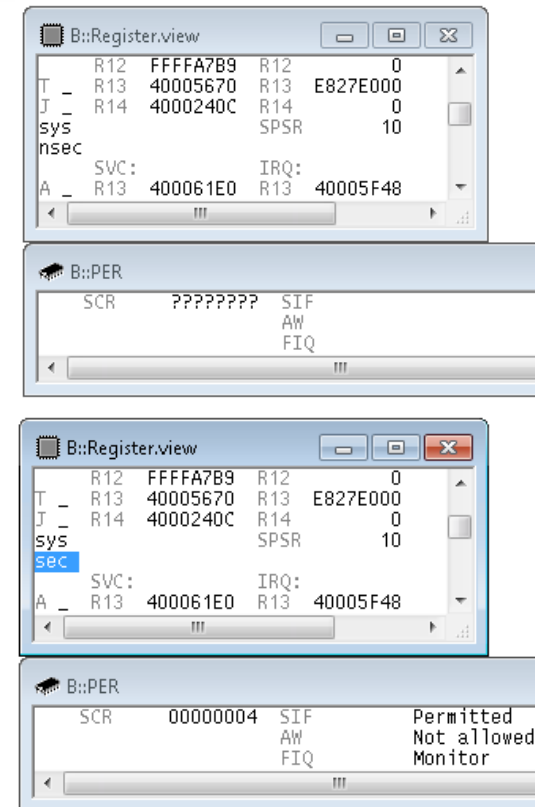 B::Register.view
R12 FFFFA7B9 R12 0
T _ R13 40005670 R13 E827E000
J _ R14 4000240C R14 0
sys SPSR 10
nsec
SVC: IRQ:
A _ R13 400061E0 R13 40005F48
B::PER
SCR ???????? SIF
AW
FIQ
B::Register.view
R12 FFFFA7B9 R12 0
T _ R13 40005670 R13 E827E000
J _ R14 4000240C R14 0
sys SPSR 10
sec
SVC: IRQ:
A _ R13 400061E0 R13 40005F48
B::PER
SCR 00000004 SIF Permitted
AW Not allowed
FIQ Monitor